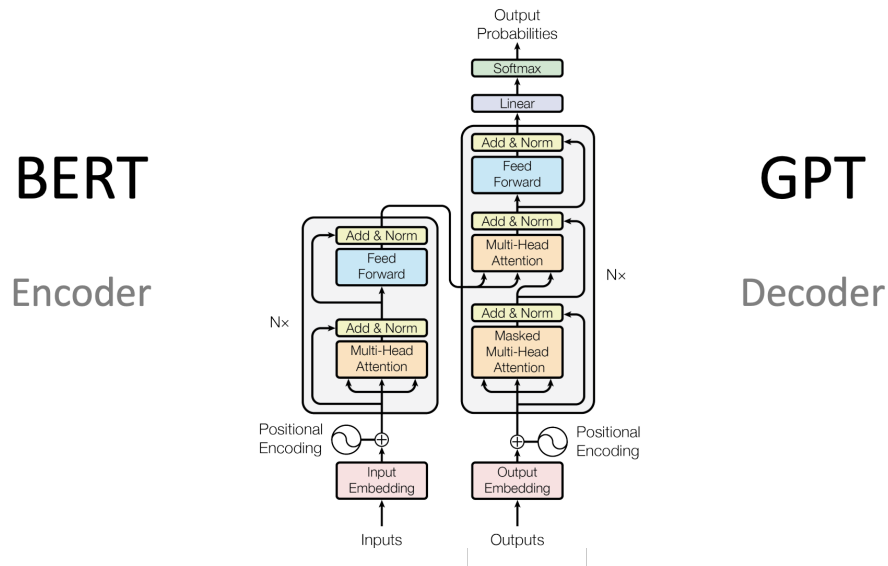 BERT
Encoder
Output
Probabilities
Softmax
Linear
Add & Norm
Feed
Forward
Add & Norm
Multi-Head
Attention
Add & Norm
Masked
Multi-Head
Attention
Nx
Positional
Encoding
Output
Embedding
Outputs
Add & Norm
Feed
Forward
Add & Norm
Multi-Head
Attention
Nx
Positional
Encoding
Input
Embedding
Inputs
GPT
Decoder